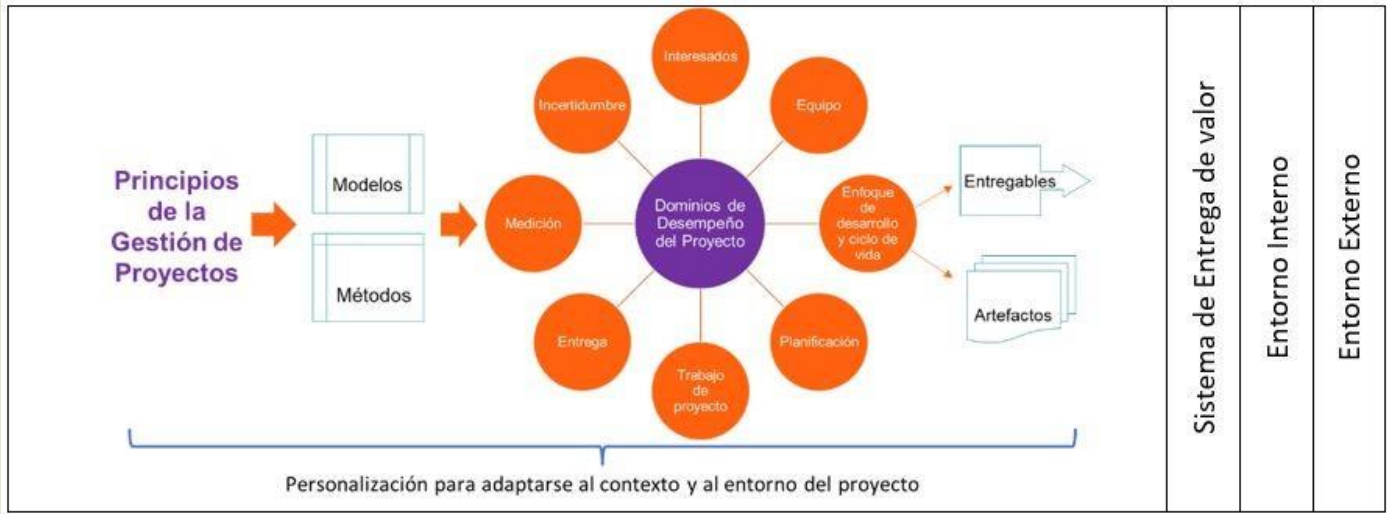 Principios
de la
Gestión de
Proyectos
Modelos
Métodos
Interesados
Incertidumbre
Equipo
Medición
Dominios de
Desempeño
del Proyecto
Enfoque
de
desarrollo
y ciclo de
vida
Entrega
Planificación
Trabajo
de
proyecto
Entregables
Artefactos
Personalización para adaptarse al contexto y al entorno del proyecto
Sistema de Entrega de valor
Entorno Interno
Entorno Externo